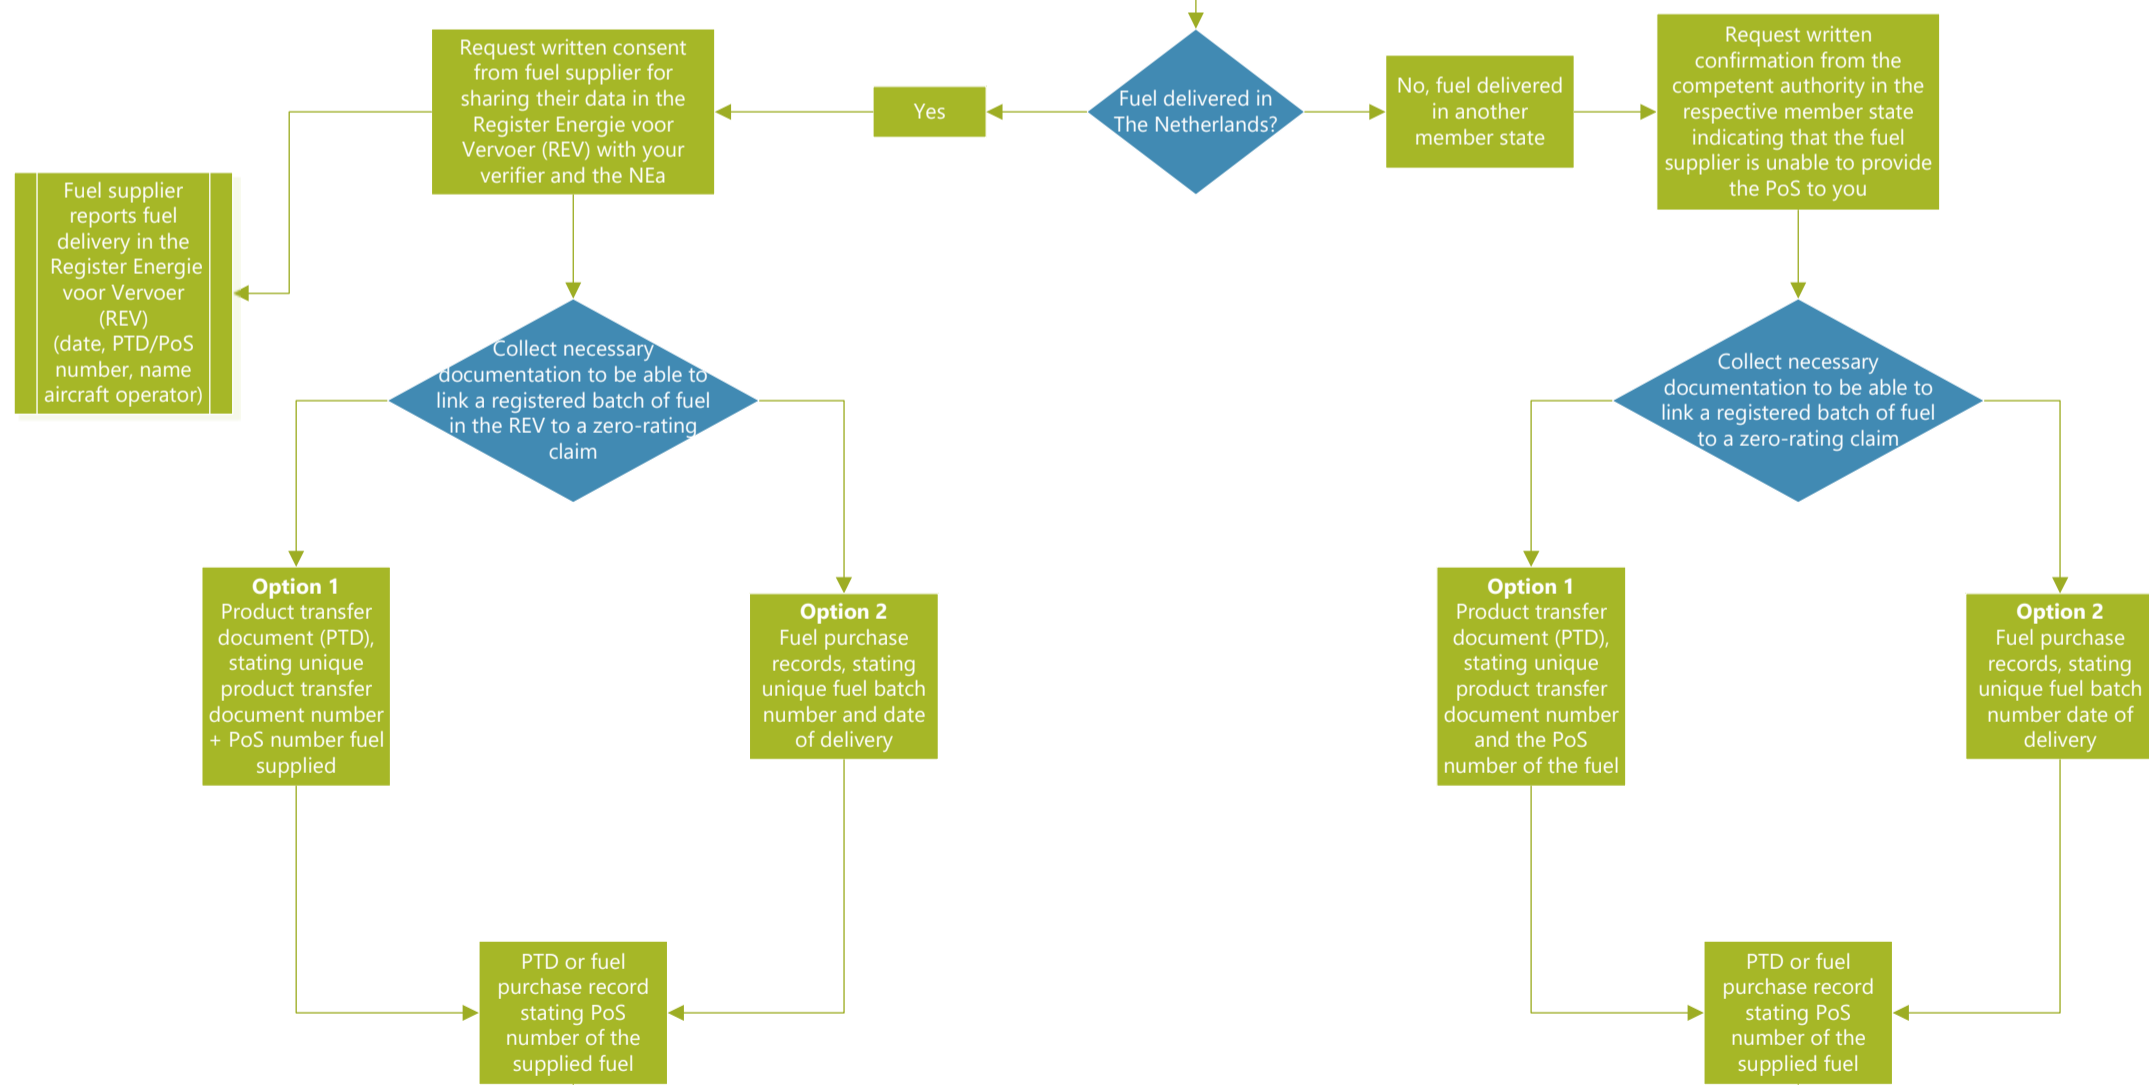 Request written consent
from fuel supplier for
sharing their data in the
Register Energie voor
Vervoer (REV) with your
verifier and the NEa
Yes
Fuel delivered in
The Netherlands?
No, fuel delivered
in another
member state
Request written
confirmation from the
competent authority in the
respective member state
indicating that the fuel
supplier is unable to provide
the PoS to you
Fuel supplier
reports fuel
delivery in the
Register Energie
voor Vervoer
(REV)
(date, PTD/PoS
number, name
aircraft operator)
Collect necessary
documentation to be able to
link a registered batch of fuel
in the REV to a zero-rating
claim
Collect necessary
documentation to be able to
link a registered batch of fuel
to a zero-rating claim
Option 1
Product transfer
document (PTD),
stating unique
product transfer
document number
+ PoS number fuel
supplied
Option 2
Fuel purchase
records, stating
unique fuel batch
number and date
of delivery
Option 1
Product transfer
document (PTD),
stating unique
product transfer
document number
and the PoS
number of the fuel
Option 2
Fuel purchase
records, stating
unique fuel batch
number date of
delivery
PTD or fuel
purchase record
stating PoS
number of the
supplied fuel
PTD or fuel
purchase record
stating PoS
number of the
supplied fuel